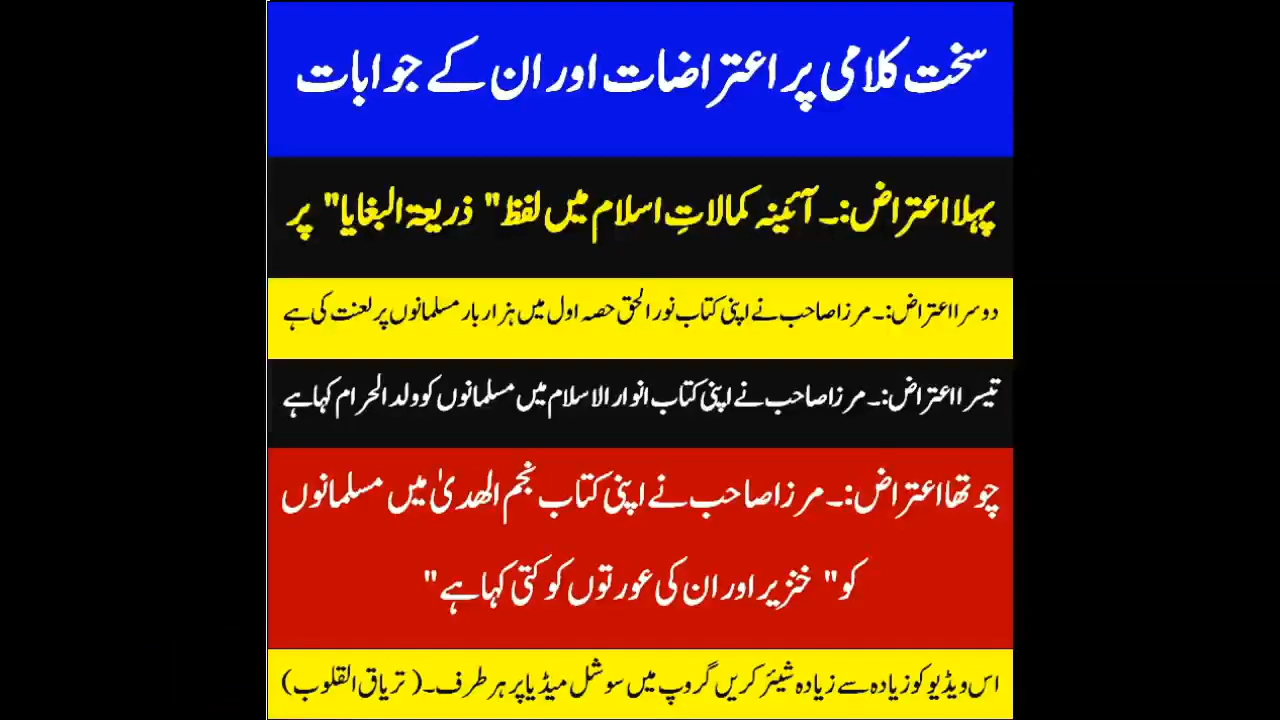 سخت کلامی پر اعتراضات اور ان کے جوابات
پہلا اعتراض:۔ آئینہ کمالاتِ اسلام میں لفظ" ذریعۃ البغایا" پر
دوسرا اعتراض:۔ مرزا صاحب نے اپنی کتاب نور الحق حصہ اول میں ہزار بار مسلمانوں پر لعنت کی ہے
تیسرا اعتراض:۔ مرزا صاحب نے اپنی کتاب انوار الاسلام میں مسلمانوں کو ولد الحرام کہا ہے
چوتھا اعتراض:۔ مرزا صاحب نے اپنی کتاب نجم الھدیٰ میں مسلمانوں
کو" خنزیر اور ان کی عورتوں کو کتی کہا ہے"
اس ویڈیو کو زیادہ سے زیادہ شیئر کریں گروپ میں سوشل میڈیا پر ہر طرف۔( تریاق القلوب)